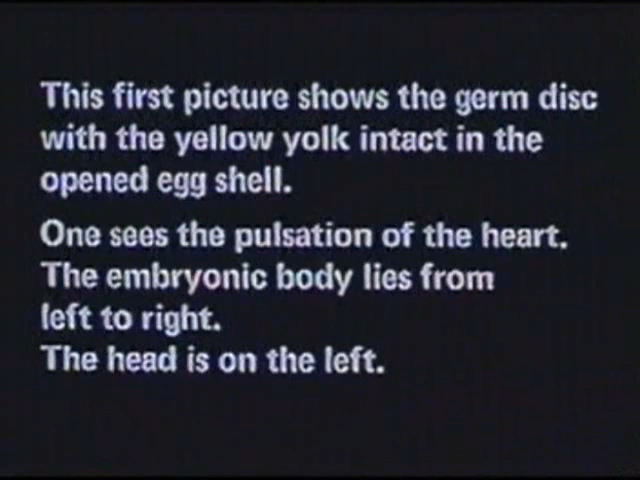 This first picture shows the germ disc
with the yellow yolk intact in the
opened egg shell.
One sees the pulsation of the heart.
The embryonic body lies from
left to right.
The head is on the left.